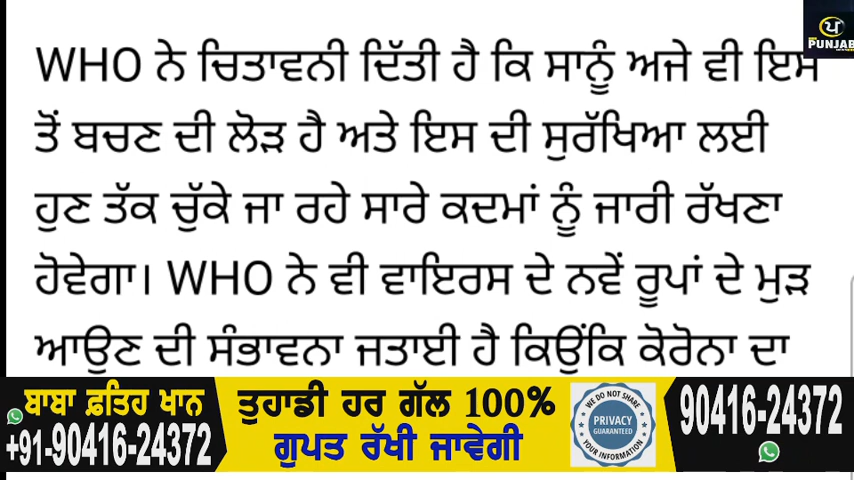 ਪ
PUNJAB
WHO ਨੇ ਚਿਤਾਵਨੀ ਦਿੱਤੀ ਹੈ ਕਿ ਸਾਨੂੰ ਅਜੇ ਵੀ ਇਸ
ਤੋਂ ਬਚਣ ਦੀ ਲੋੜ ਹੈ ਅਤੇ ਇਸ ਦੀ ਸੁਰੱਖਿਆ ਲਈ
ਹੁਣ ਤੱਕ ਚੁੱਕੇ ਜਾ ਰਹੇ ਸਾਰੇ ਕਦਮਾਂ ਨੂੰ ਜਾਰੀ ਰੱਖਣਾ
ਹੋਵੇਗਾ। WHO ਨੇ ਵੀ ਵਾਇਰਸ ਦੇ ਨਵੇਂ ਰੂਪਾਂ ਦੇ ਮੁੜ
ਆਉਣ ਦੀ ਸੰਭਾਵਨਾ ਜਤਾਈ ਹੈ ਕਿਉਂਕਿ ਕੋਰੋਨਾ ਦਾ
ਬਾਬਾ ਫ਼ਤਿਹ ਖਾਨ
+91-90416-24372
ਤੁਹਾਡੀ ਹਰ ਗੱਲ 100%
ਗੁਪਤ ਰੱਖੀ ਜਾਵੇਗੀ
WE DO NOT SHARE
PRIVACY
GUARANTEED
YOUR INFORMATION
90416-24372